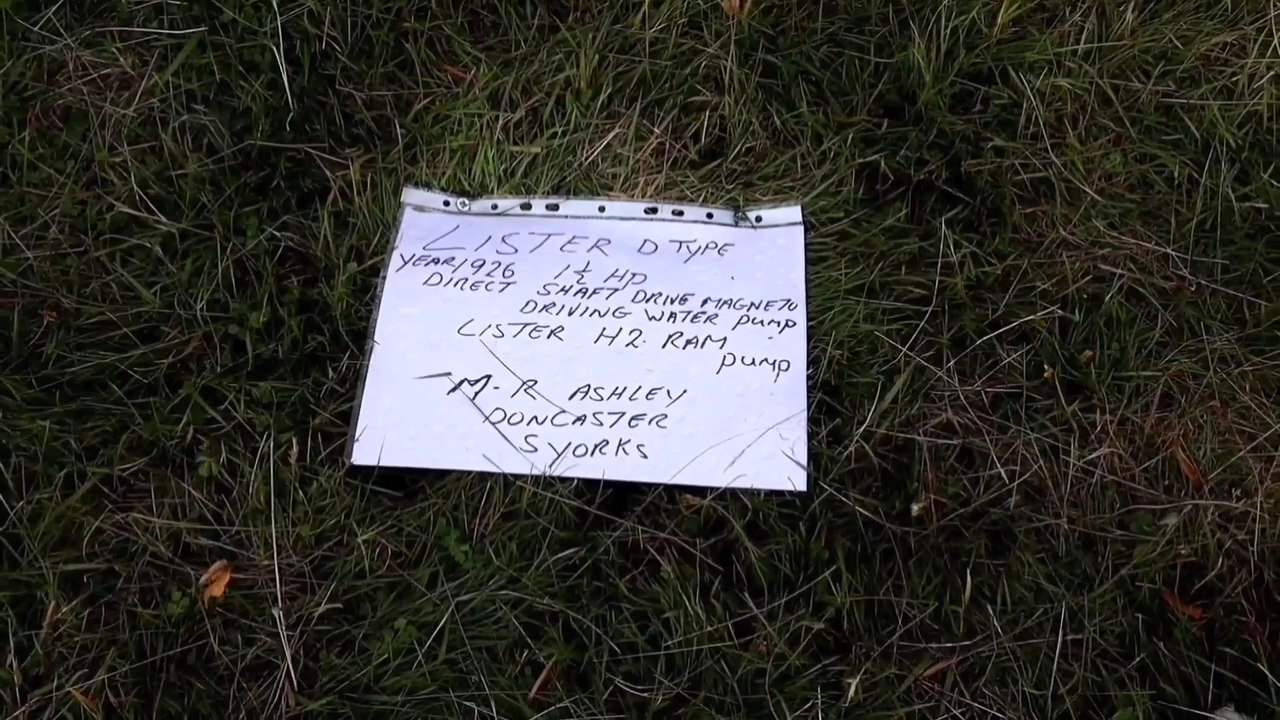 LISTER D TYPE
YEAR 1926 1½ HP
DIRECT SHAFT DRIVE MAGNETO
DRIVING WATER PUMP
LISTER H2. RAM
PUMP
M-R ASHLEY
DONCASTER
S YORKS